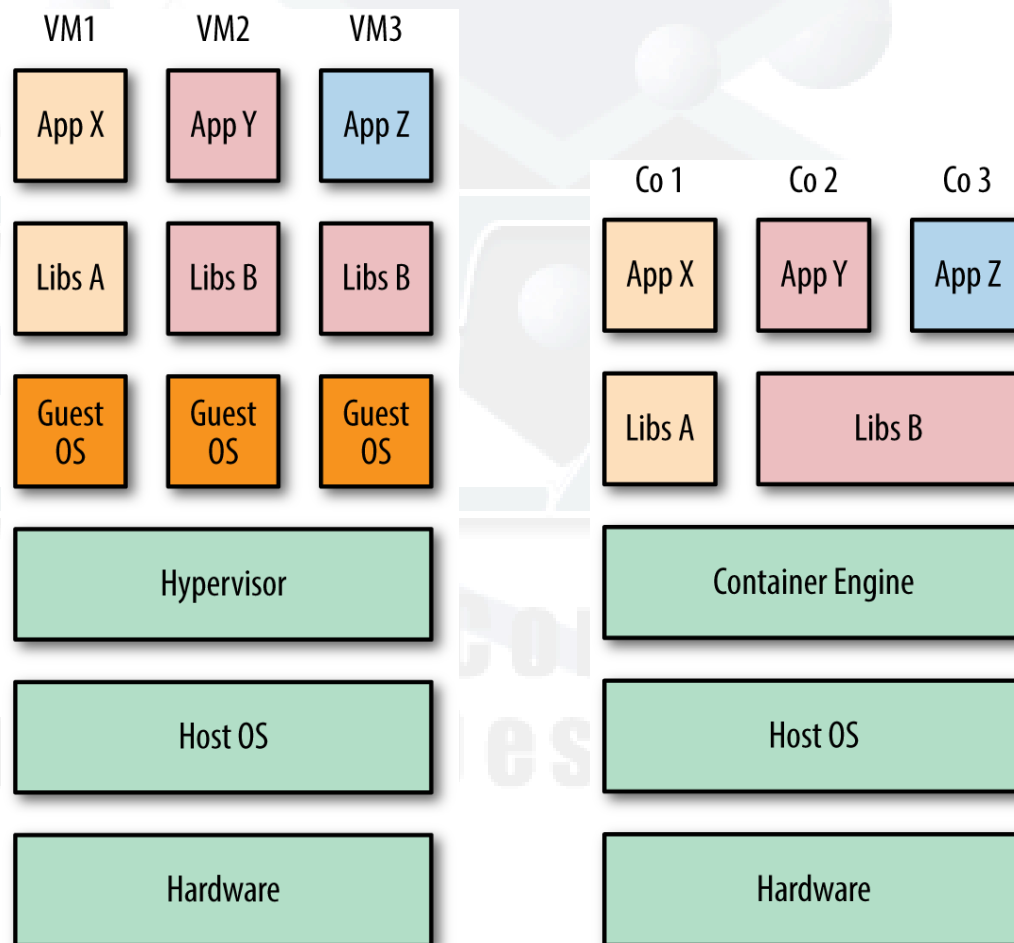 VM1 VM2 VM3
App X App Y App Z
Libs A Libs B Libs B
Guest OS Guest OS Guest OS
Hypervisor
Host OS
Hardware
Co 1 Co 2 Co 3
App X App Y App Z
Libs A Libs B
Container Engine
Host OS
Hardware